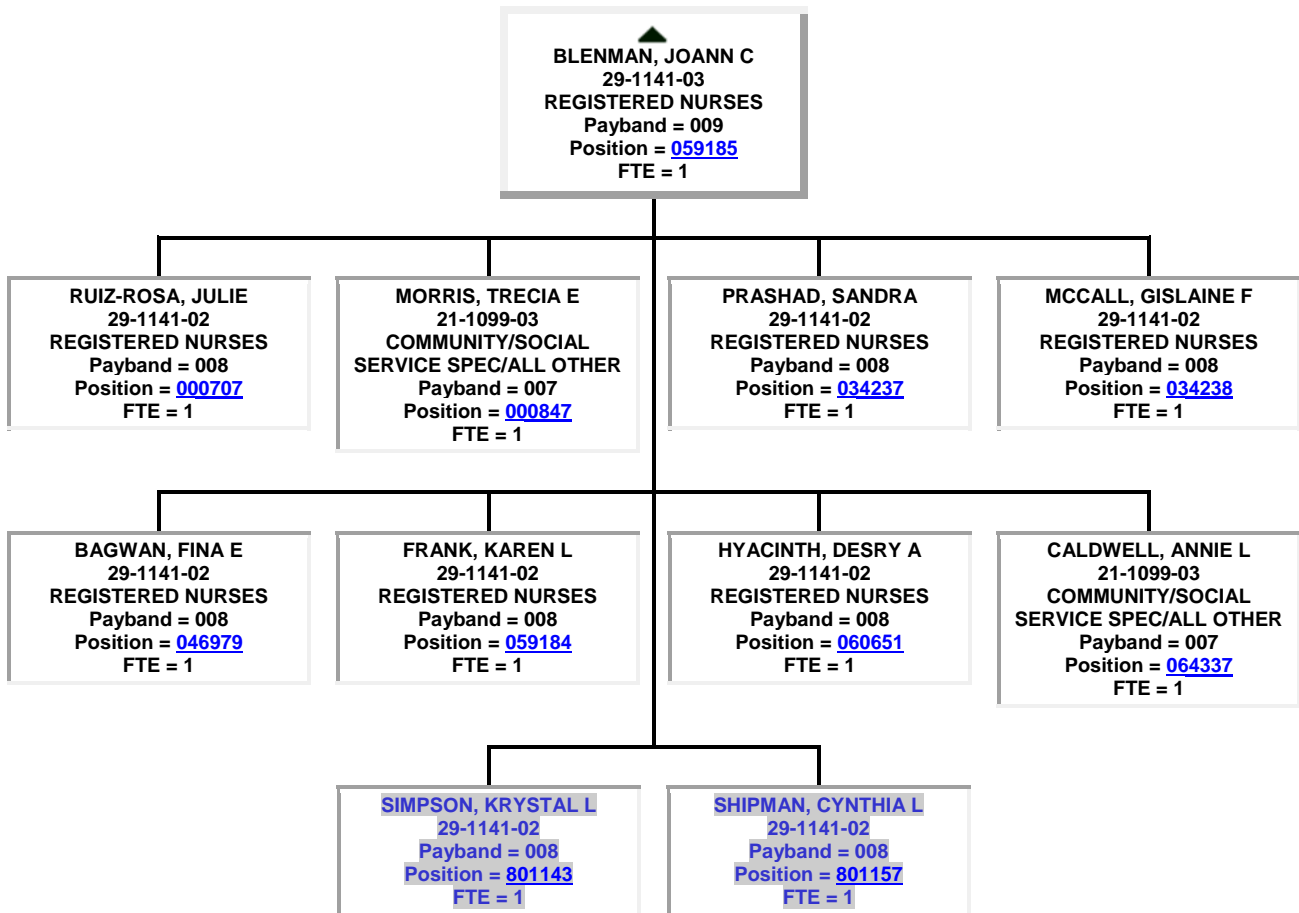 BLENMAN, JOANN C
29-1141-03
REGISTERED NURSES
Payband = 009
Position = 059185
FTE = 1
RUIZ-ROSA, JULIE
29-1141-02
REGISTERED NURSES
Payband = 008
Position = 000707
FTE = 1
MORRIS, TRECIA E
21-1099-03
COMMUNITY/SOCIAL
SERVICE SPEC/ALL OTHER
Payband = 007
Position = 000847
FTE = 1
PRASHAD, SANDRA
29-1141-02
REGISTERED NURSES
Payband = 008
Position = 034237
FTE = 1
MCCALL, GISLAINE F
29-1141-02
REGISTERED NURSES
Payband = 008
Position = 034238
FTE = 1
BAGWAN, FINA E
29-1141-02
REGISTERED NURSES
Payband = 008
Position = 046979
FTE = 1
FRANK, KAREN L
29-1141-02
REGISTERED NURSES
Payband = 008
Position = 059184
FTE = 1
HYACINTH, DESRY A
29-1141-02
REGISTERED NURSES
Payband = 008
Position = 060651
FTE = 1
CALDWELL, ANNIE L
21-1099-03
COMMUNITY/SOCIAL
SERVICE SPEC/ALL OTHER
Payband = 007
Position = 064337
FTE = 1
SIMPSON, KRYSTAL L
29-1141-02
Payband = 008
Position = 801143
FTE = 1
SHIPMAN, CYNTHIA L
29-1141-02
Payband = 008
Position = 801157
FTE = 1